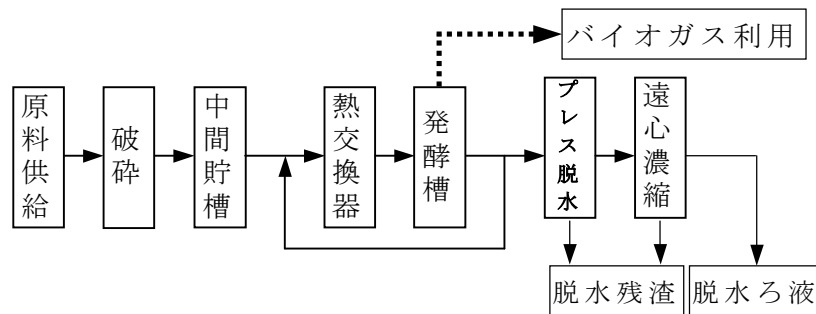 バイオガス利用
原料供給
破砕
中間貯槽
熱交換器
発酵槽
プレス脱水
遠心濃縮
脱水残渣
脱水ろ液